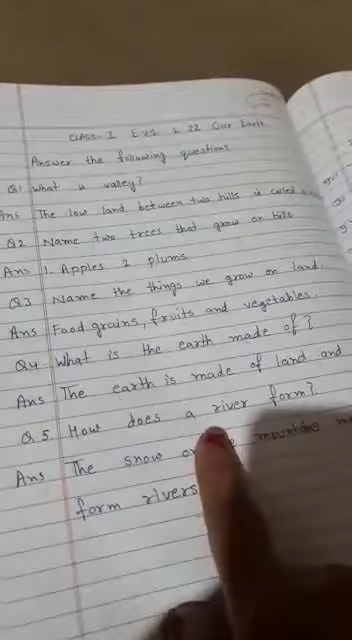 CLASS I E.V.S L 22 Our Earth
Answer the following questions
Q1 What is valley?
Ans The low land between two hills is called
Q2 Name two trees that grow on hills
Ans 1. Apples 2 plums
Q3 Name the things we grow on land.
Ans Food grains, fruits and vegetables.
Q4 What is the earth made of?
Ans The earth is made of land and
Q.5 How does a river form?
Ans The snow on mountains
form rivers